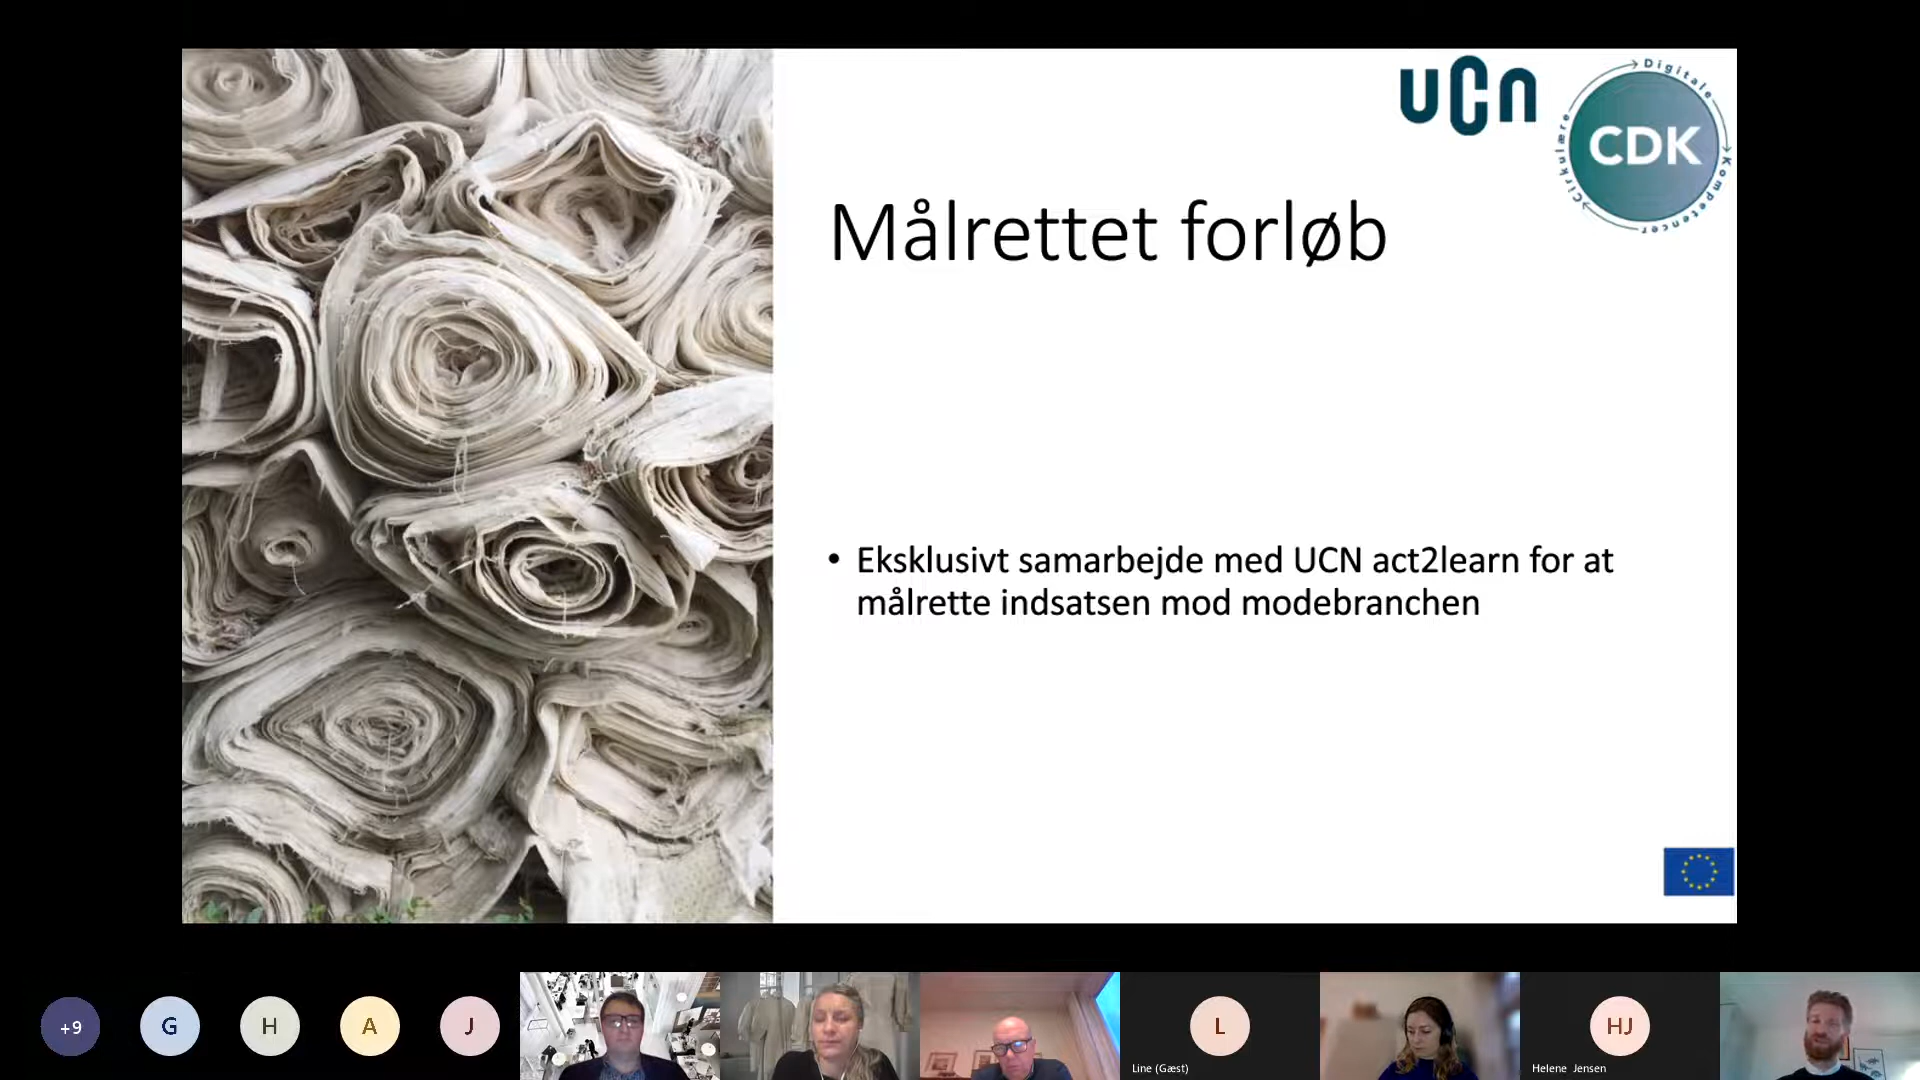 UCN
Cirkulære Digitale Kompetencer
CDK
Målrettet forløb
• Eksklusivt samarbejde med UCN act2learn for at
målrette indsatsen mod modebranchen
+9
G
H
A
J
L
Line (Gæst)
HJ
Helene Jensen